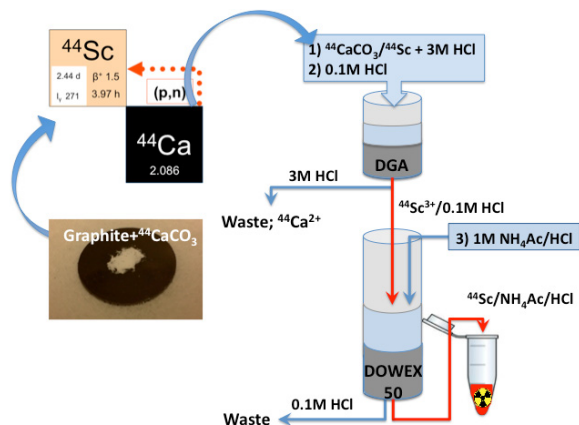 ⁴⁴Sc
2.44 d
β⁺ 1.5
Iᵧ 271
3.97 h
(p,n)
⁴⁴Ca
2.086
Graphite+⁴⁴CaCO₃
1) ⁴⁴CaCO₃/⁴⁴Sc + 3M HCl
2) 0.1M HCl
DGA
3M HCl
Waste; ⁴⁴Ca²⁺
⁴⁴Sc³⁺/0.1M HCl
3) 1M NH₄Ac/HCl
⁴⁴Sc/NH₄Ac/HCl
DOWEX
50
0.1M HCl
Waste